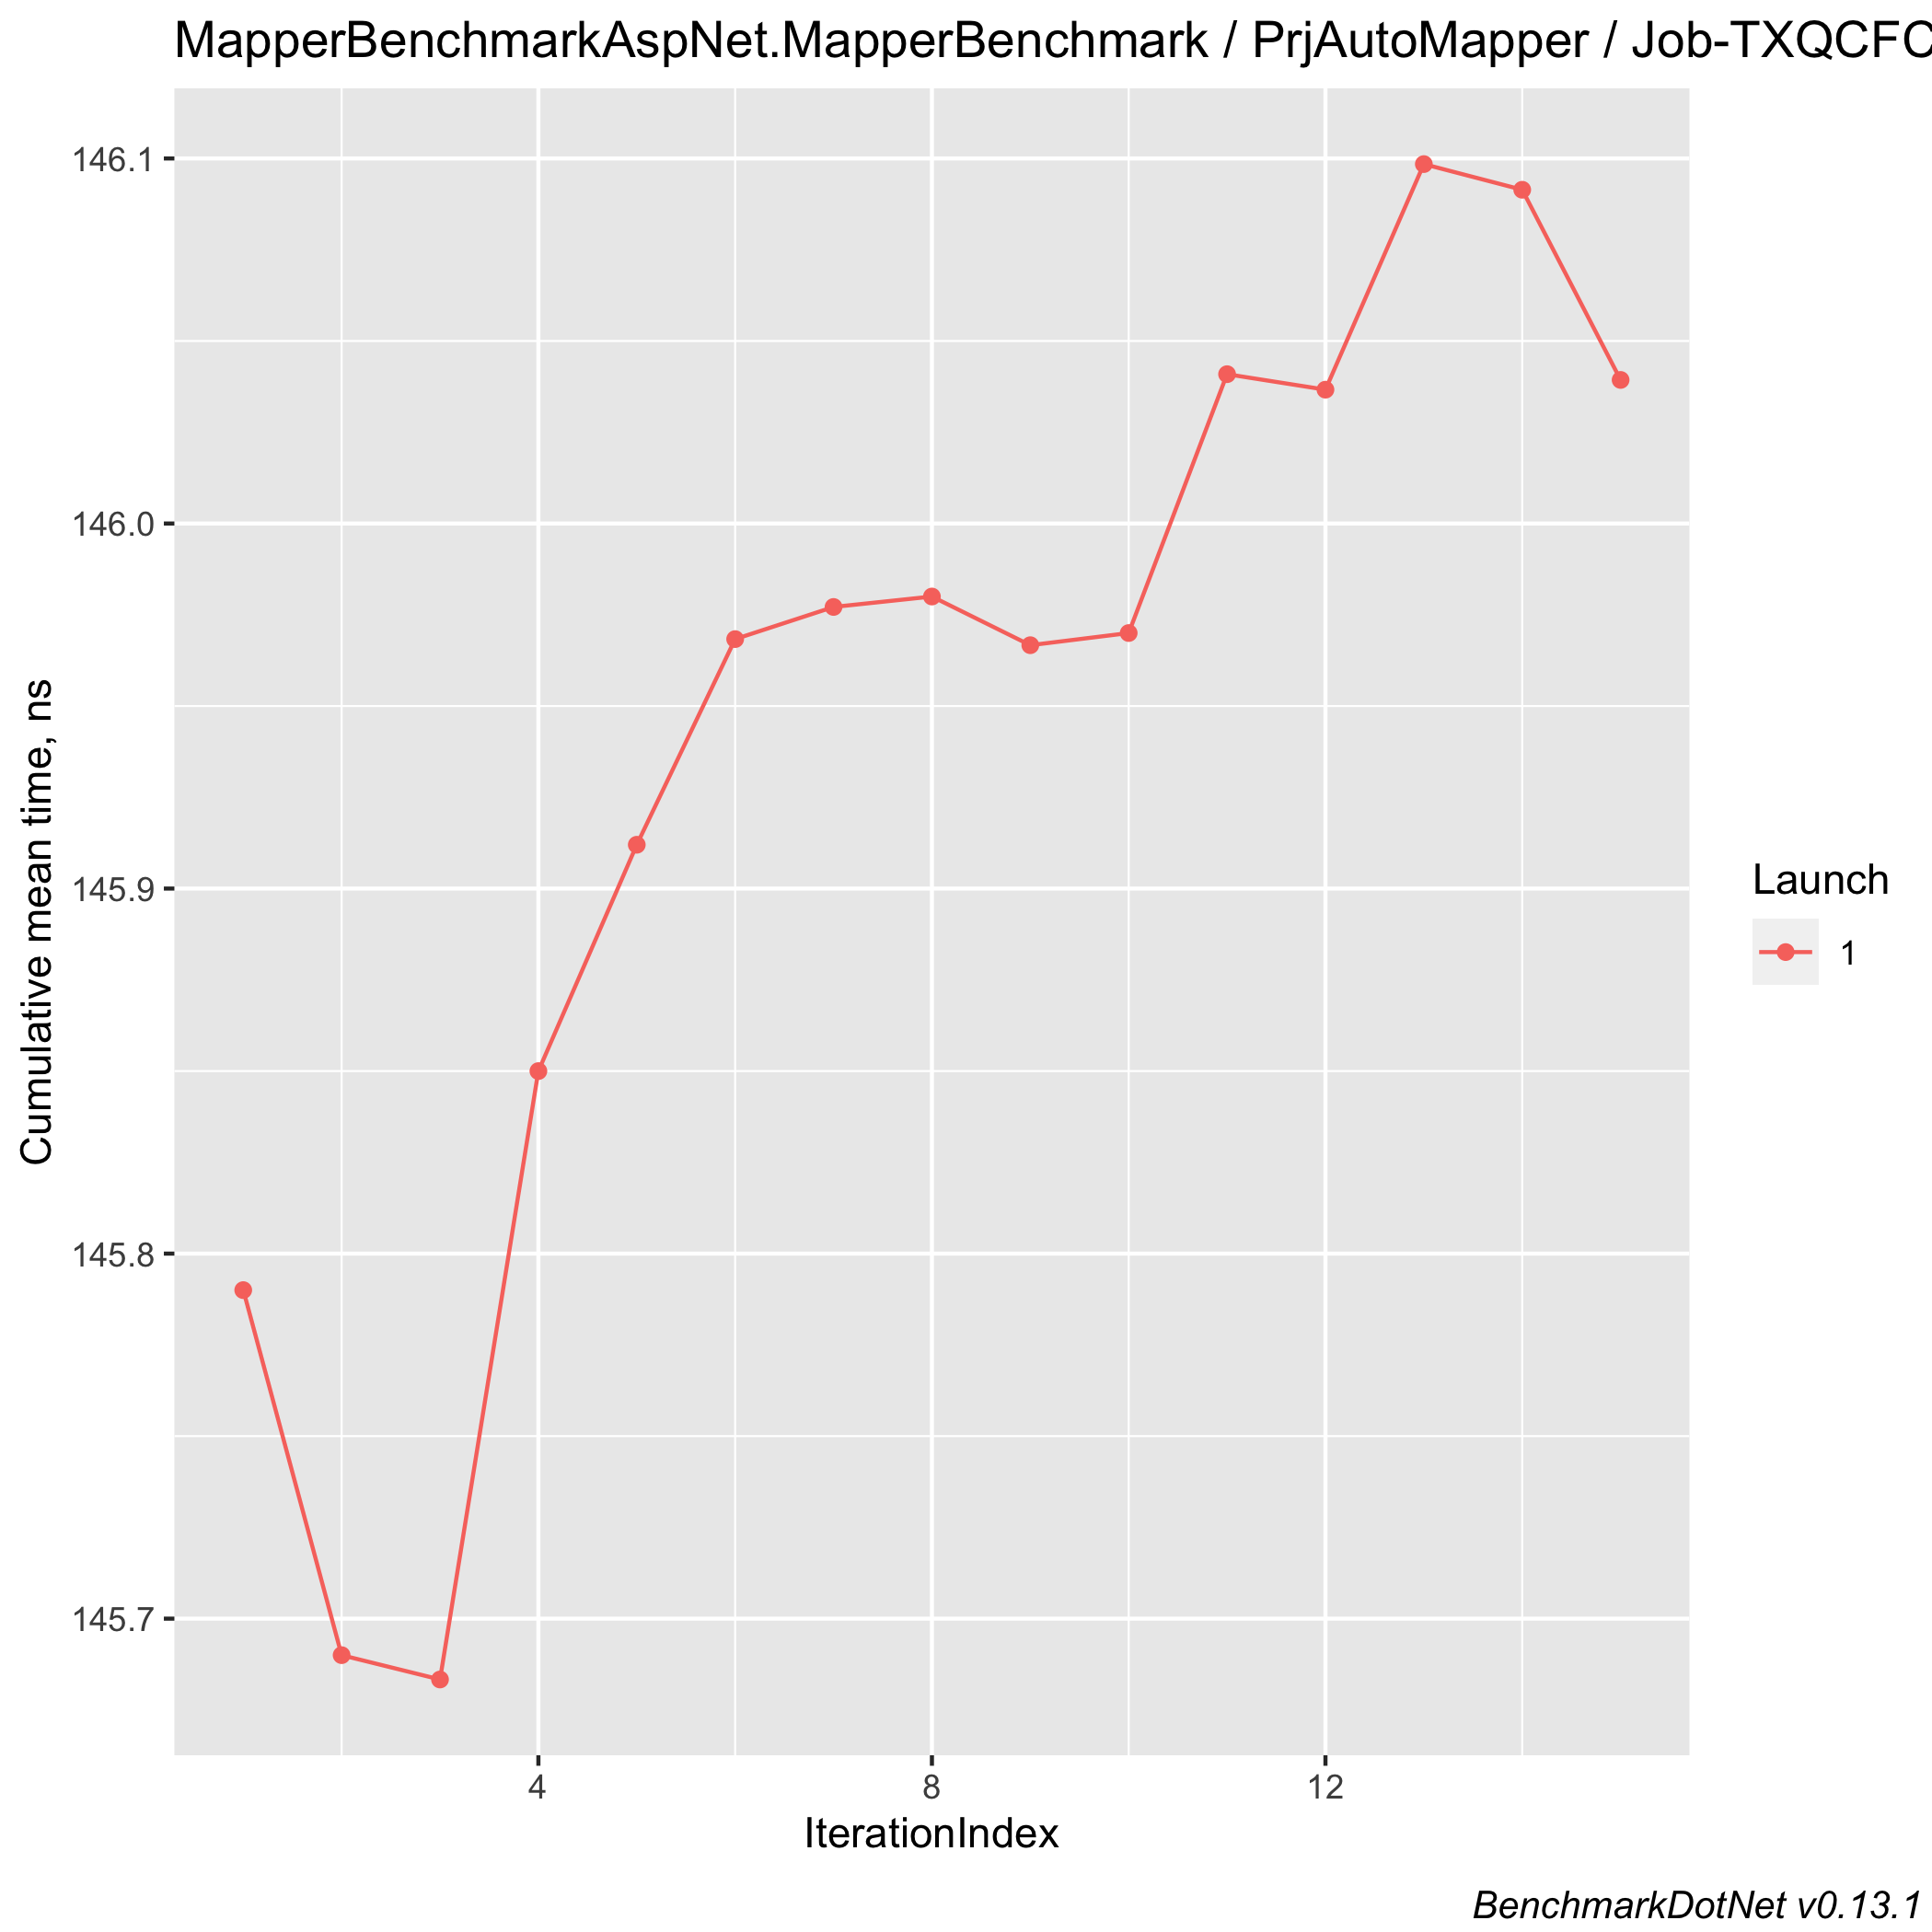 MapperBenchmarkAspNet.MapperBenchmark / PrjAutoMapper / Job-TXQCFC
146.1
146.0
145.9
145.8
145.7
Cumulative mean time, ns
4 8 12
IterationIndex
Launch
1
BenchmarkDotNet v0.13.1